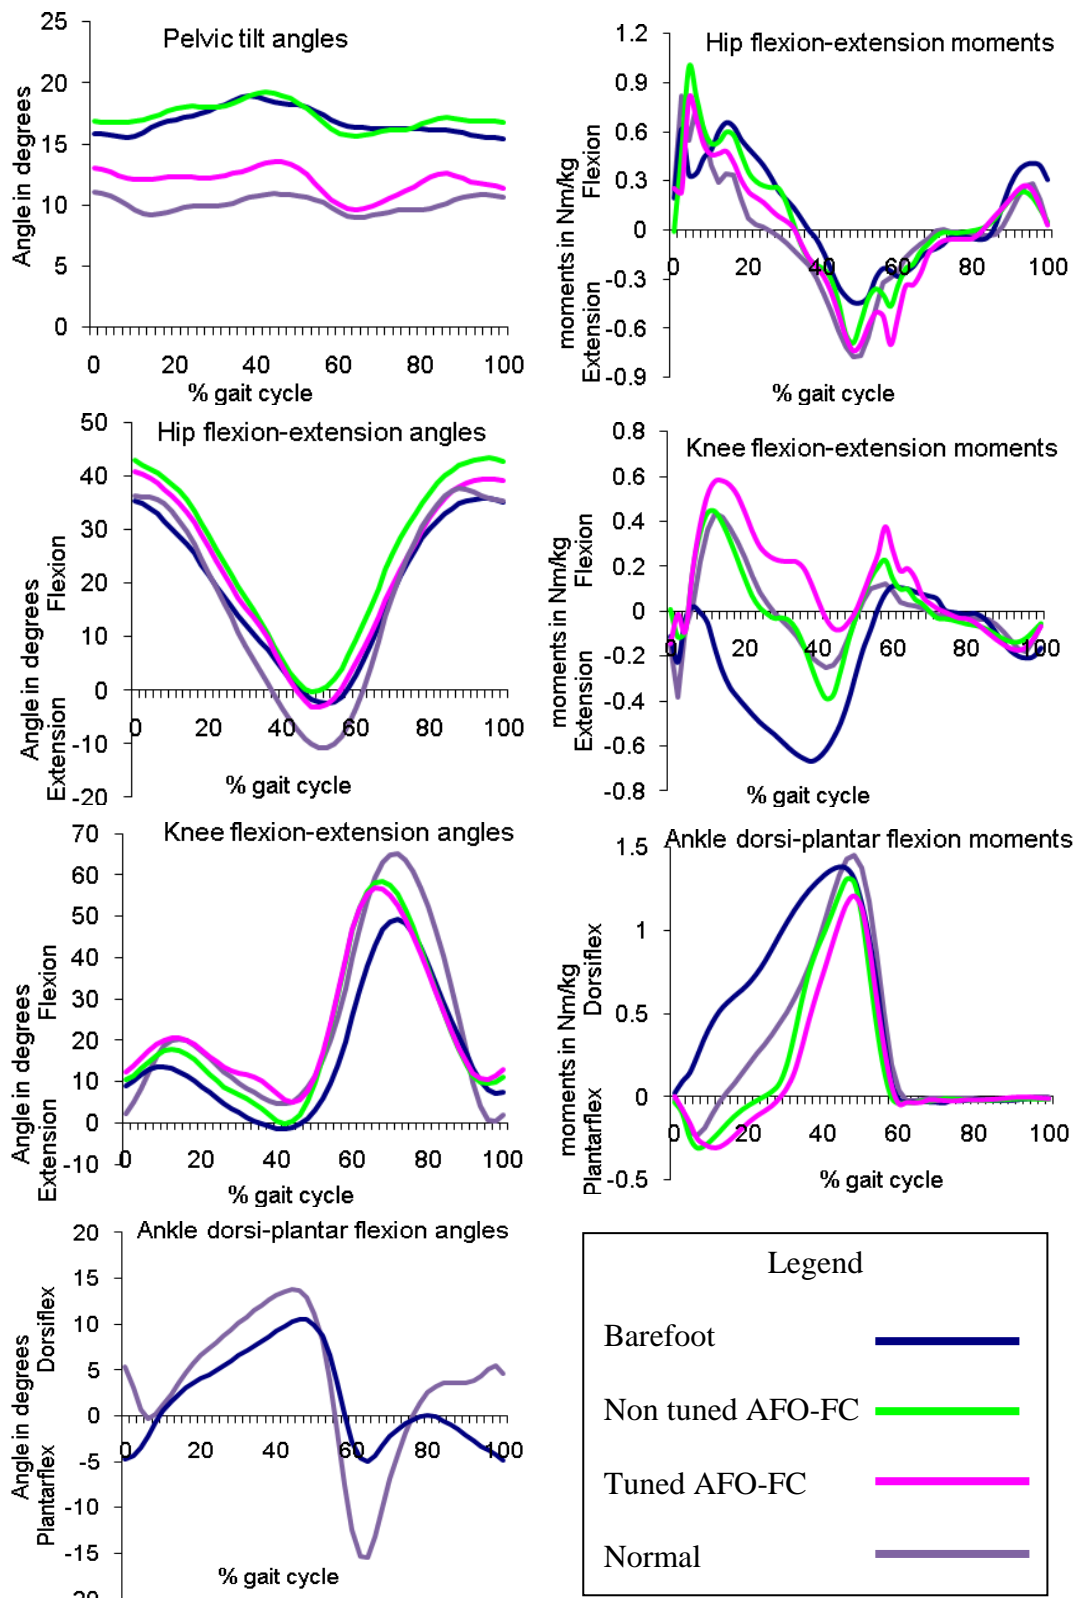 Pelvic tilt angles
25
20
15
10
5
0
Angle in degrees
0 20 40 60 80 100
% gait cycle
Hip flexion-extension moments
1.2
0.9
0.6
0.3
0
-0.3
-0.6
-0.9
moments in Nm/kg
Extension Flexion
0 20 40 60 80 100
% gait cycle
Hip flexion-extension angles
50
40
30
20
10
0
-10
-20
Angle in degrees
Extension Flexion
0 20 40 60 80 100
% gait cycle
Knee flexion-extension moments
0.8
0.6
0.4
0.2
0
-0.2
-0.4
-0.6
-0.8
moments in Nm/kg
Extension Flexion
0 20 40 60 80 100
% gait cycle
Knee flexion-extension angles
70
60
50
40
30
20
10
0
-10
Angle in degrees
Extension Flexion
0 20 40 60 80 100
% gait cycle
Ankle dorsi-plantar flexion moments
1.5
1
0.5
0
-0.5
moments in Nm/kg
Plantarflex Dorsiflex
0 20 40 60 80 100
% gait cycle
Ankle dorsi-plantar flexion angles
20
15
10
5
0
-5
-10
-15
-20
Angle in degrees
Plantarflex Dorsiflex
0 20 40 60 80 100
% gait cycle
Legend
Barefoot
Non tuned AFO-FC
Tuned AFO-FC
Normal